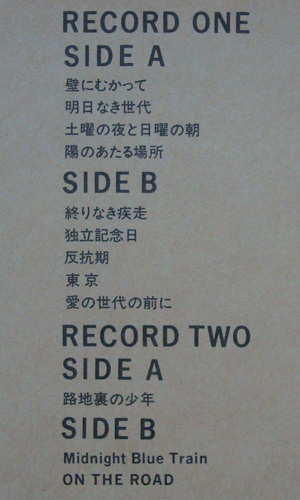 RECORD ONE
SIDE A
壁にむかって
明日なき世代
土曜の夜と日曜の朝
陽のあたる場所
SIDE B
終りなき疾走
独立記念日
反抗期
東京
愛の世代の前に
RECORD TWO
SIDE A
路地裏の少年
SIDE B
Midnight Blue Train
ON THE ROAD